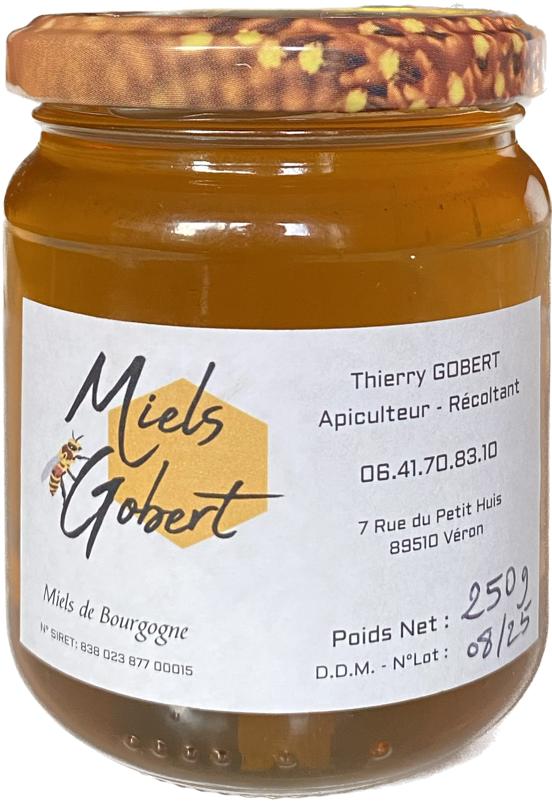 Miels
Gobert
Miels de Bourgogne
N° SIRET: 838 023 877 00015
Thierry GOBERT
Apiculteur - Récoltant
06.41.70.83.10
7 Rue du Petit Huis
89510 Véron
Poids Net : 250g
D.D.M. - N°Lot : 08/25